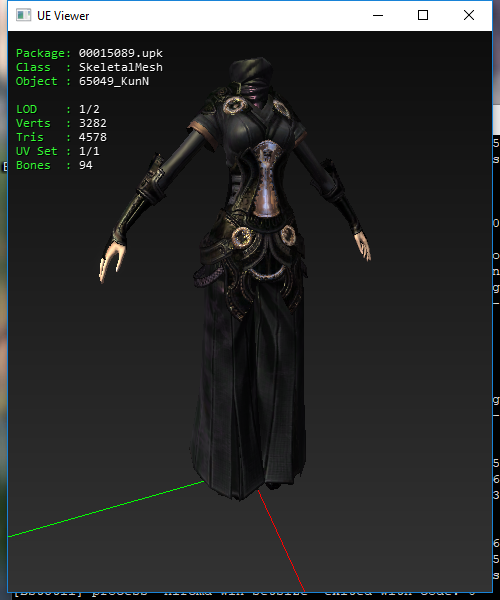 UE Viewer
Package: 00015089.upk
Class : SkeletalMesh
Object : 65049_KunN
LOD : 1/2
Verts : 3282
Tris : 4578
UV Set : 1/1
Bones : 94